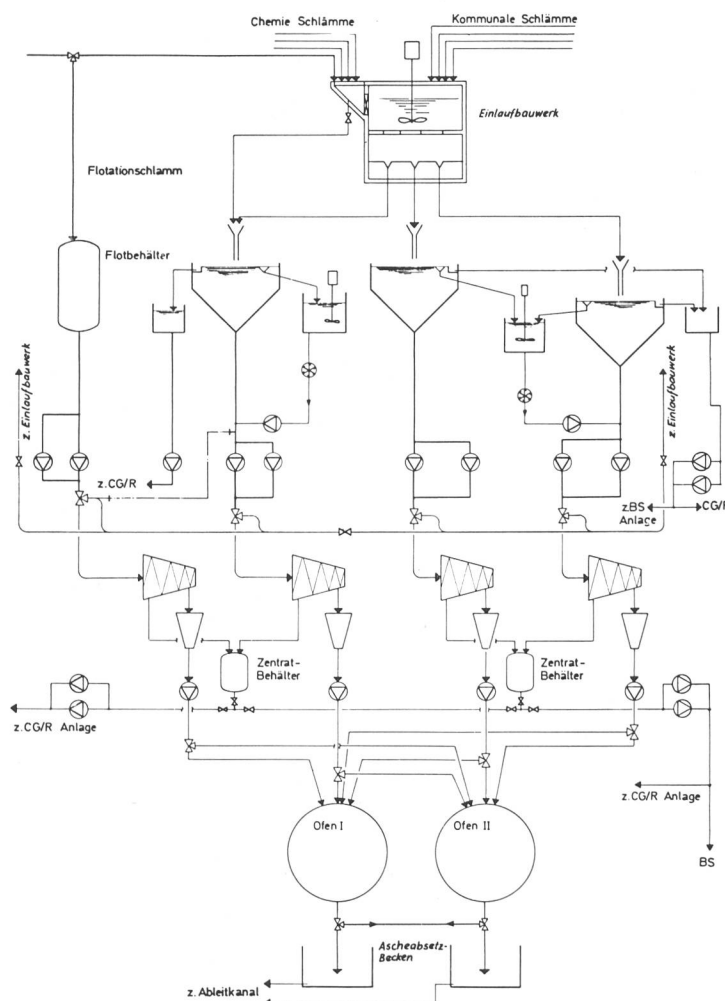 Chemie Schlämme
Kommunale Schlämme
Einlaufbauwerk
Flotationschlamm
Flotbehälter
z. Einlaufbauwerk
z. Einlaufbauwerk
z. CG/R
z.BS
Anlage
CG/
Zentrat-
Behälter
Zentrat-
Behälter
z. CG/R Anlage
z. CG/R Anlage
Ofen I
Ofen II
BS
Ascheabsetz-
Becken
z. Ableitkanal